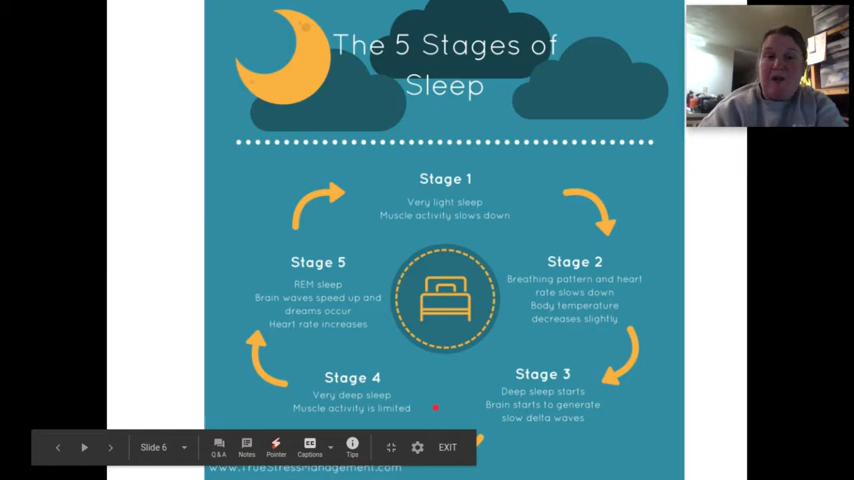 The 5 Stages of
Sleep
Stage 1
Very light sleep
Muscle activity slows down
Stage 2
Breathing pattern and heart
rate slows down
Body temperature
decreases slightly
Stage 3
Deep sleep starts
Brain starts to generate
slow delta waves
Stage 4
Very deep sleep
Muscle activity is limited
Stage 5
REM sleep
Brain waves speed up and
dreams occur
Heart rate increases
Slide 6
Q & A
Notes
Pointer
Captions
Tips
EXIT
www.TrueStressManagement.com